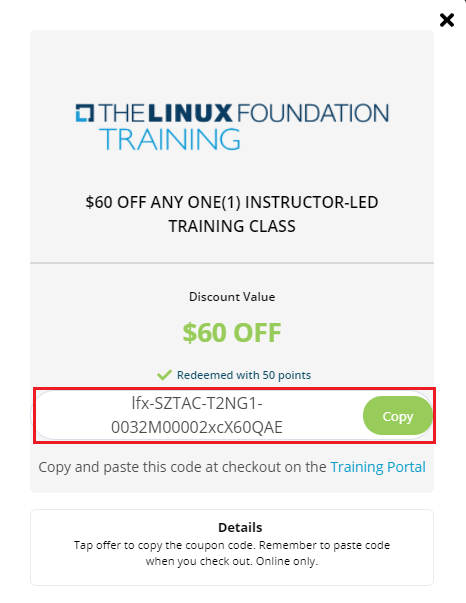 THE LINUX FOUNDATION
TRAINING
$60 OFF ANY ONE(1) INSTRUCTOR-LED
TRAINING CLASS
Discount Value
$60 OFF
Redeemed with 50 points
lfx-SZTAC-T2NG1-
0032M00002xcX60QAE
Copy
Copy and paste this code at checkout on the Training Portal
Details
Tap offer to copy the coupon code. Remember to paste code
when you check out. Online only.